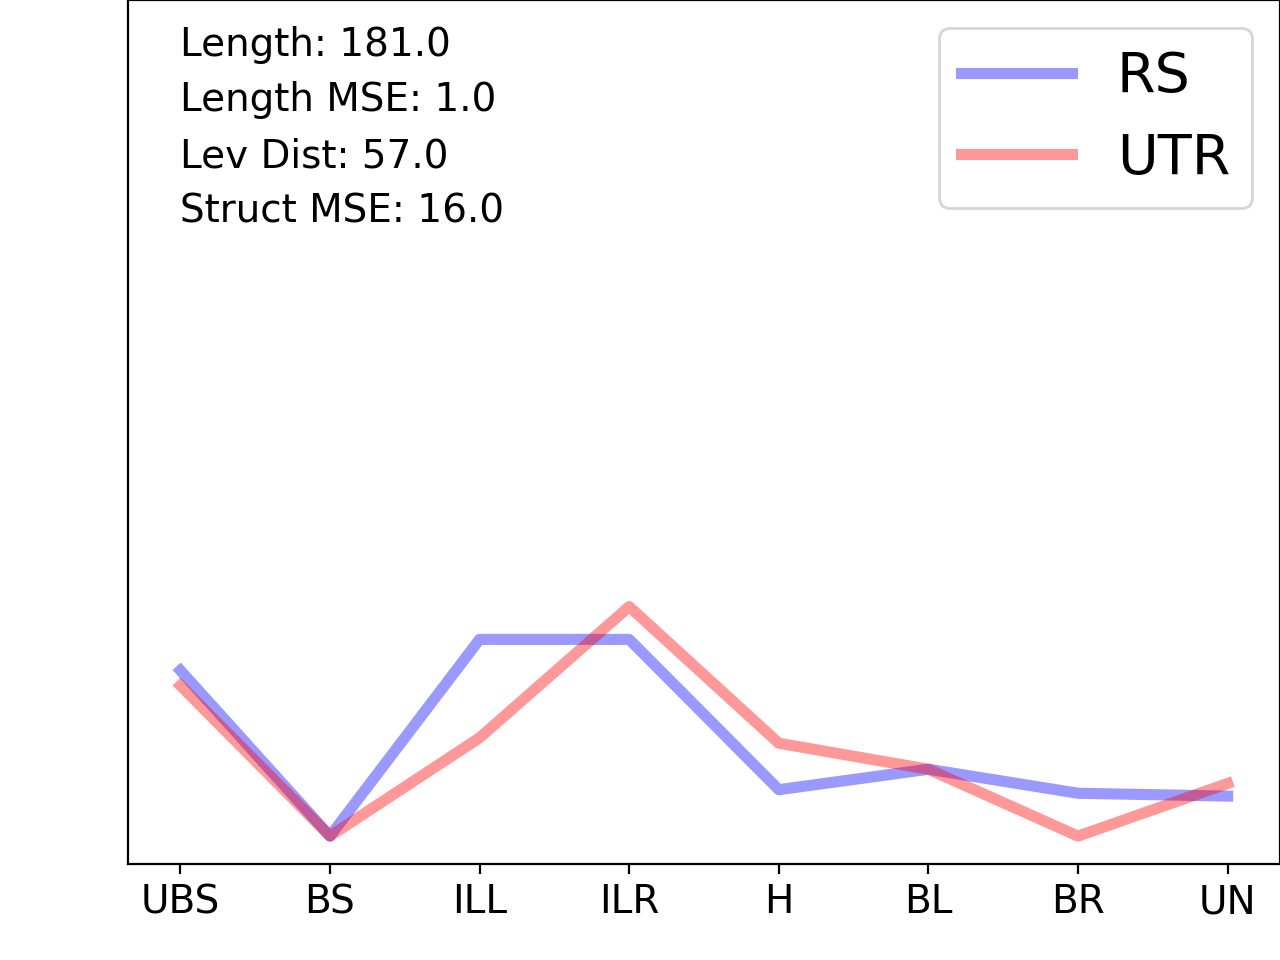 Length: 181.0
Length MSE: 1.0
Lev Dist: 57.0
Struct MSE: 16.0
RS
UTR
UBS BS ILL ILR H BL BR UN